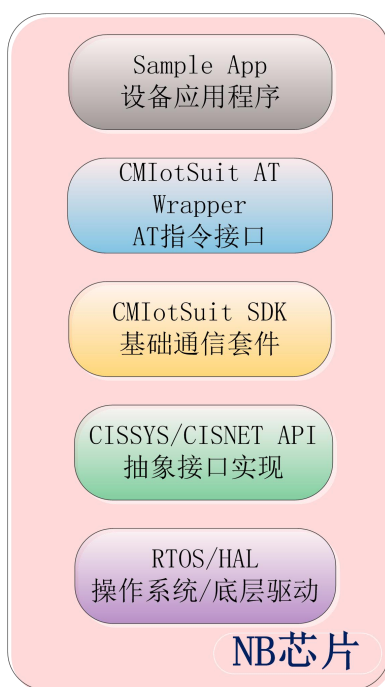 Sample App
设备应用程序
CMIotSuit AT
Wrapper
AT指令接口
CMIotSuit SDK
基础通信套件
CISSYS/CISNET API
抽象接口实现
RTOS/HAL
操作系统/底层驱动
NB芯片